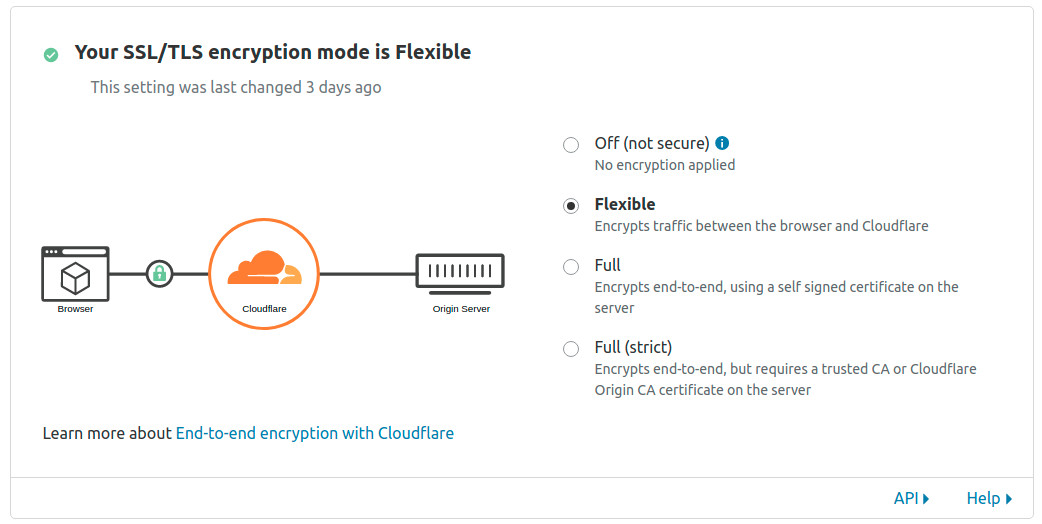 Your SSL/TLS encryption mode is Flexible
This setting was last changed 3 days ago
Off (not secure)
No encryption applied
Flexible
Encrypts traffic between the browser and Cloudflare
Full
Encrypts end-to-end, using a self signed certificate on the
server
Full (strict)
Encrypts end-to-end, but requires a trusted CA or Cloudflare
Origin CA certificate on the server
Browser
Cloudflare
Origin Server
Learn more about End-to-end encryption with Cloudflare
API
Help